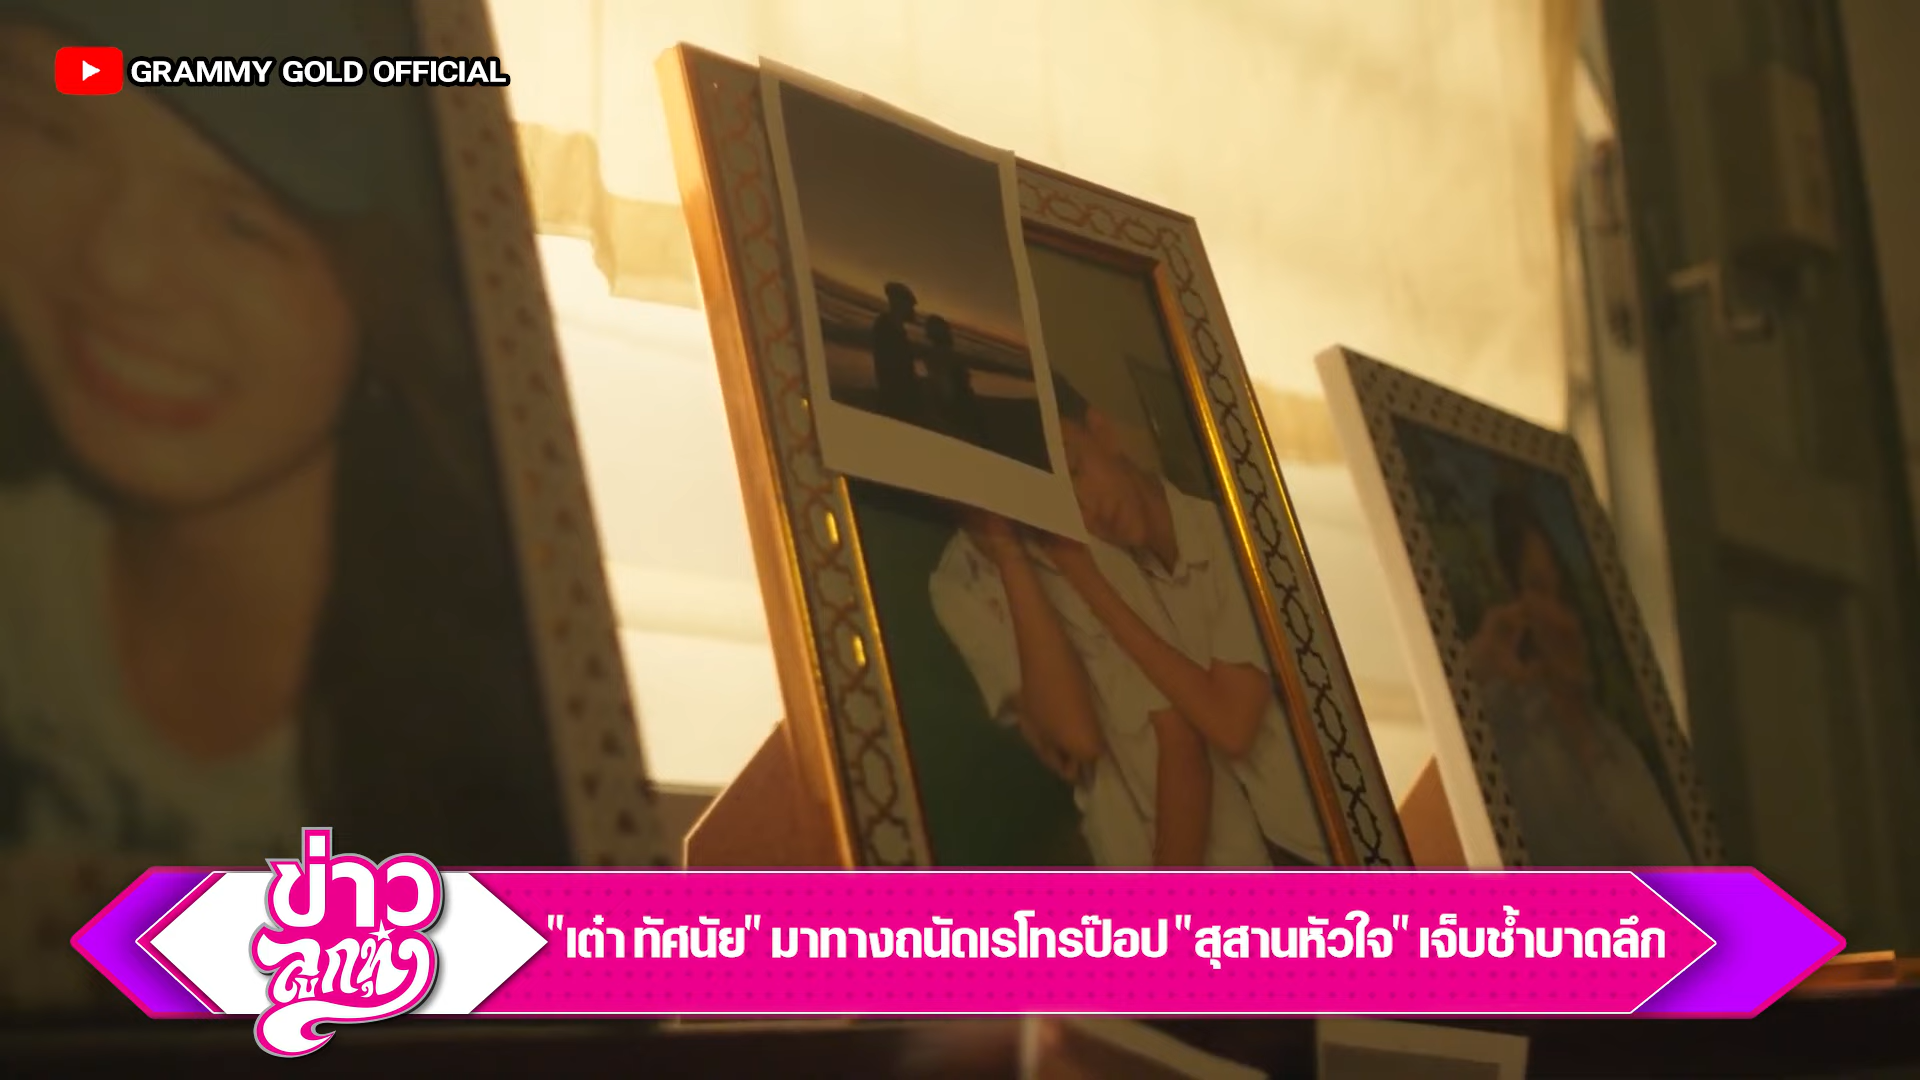 GRAMMY GOLD OFFICIAL
ข่าว
ลูกทุ่ง
"เต๋า ทัศนัย" มาทางถนัดเรโทรป๊อป "สุสานหัวใจ" เจ็บช้ำบาดลึก